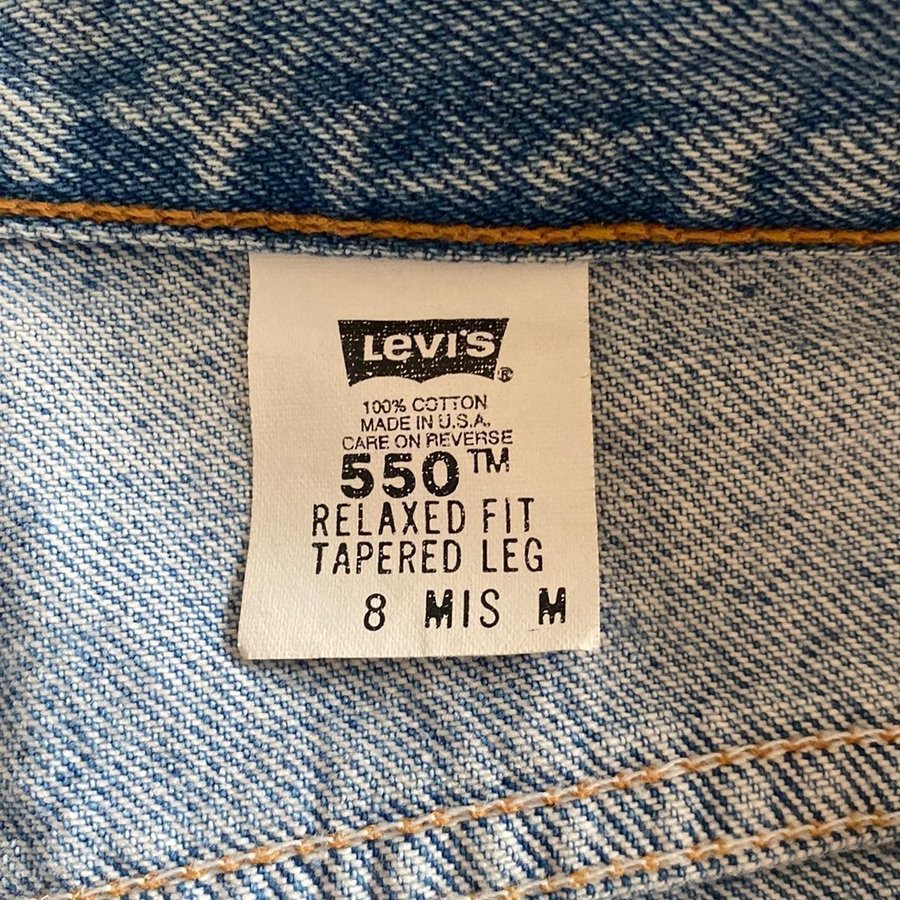 Levi's ®
100% COTTON
MADE IN U.S.A.
CARE ON REVERSE
550™
RELAXED FIT
TAPERED LEG
8 MIS M